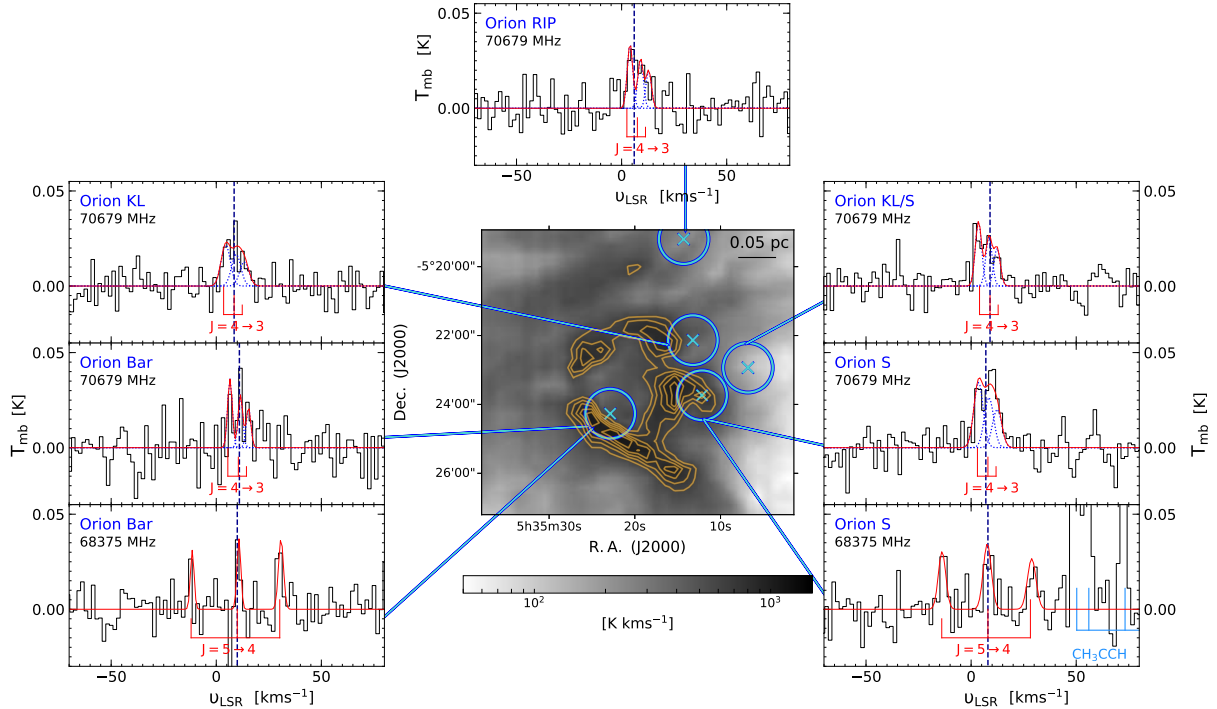 Orion RIP
70679 MHz
0.05
0.00
T_mb [K]
J = 4 → 3
−50 0 50
υ_LSR [kms⁻¹]
Orion KL
70679 MHz
0.05
0.00
J = 4 → 3
Orion Bar
70679 MHz
0.05
0.00
T_mb [K]
J = 4 → 3
Orion Bar
68375 MHz
0.05
0.00
J = 5 → 4
−50 0 50
υ_LSR [kms⁻¹]
0.05 pc
-5°20'00"
22'00"
24'00"
26'00"
Dec. (J2000)
5h35m30s 20s 10s
R. A. (J2000)
10² 10³
[K kms⁻¹]
Orion KL/S
70679 MHz
0.05
0.00
J = 4 → 3
Orion S
70679 MHz
0.05
0.00
T_mb [K]
J = 4 → 3
Orion S
68375 MHz
0.05
0.00
J = 5 → 4
CH₃CCH
−50 0 50
υ_LSR [kms⁻¹]